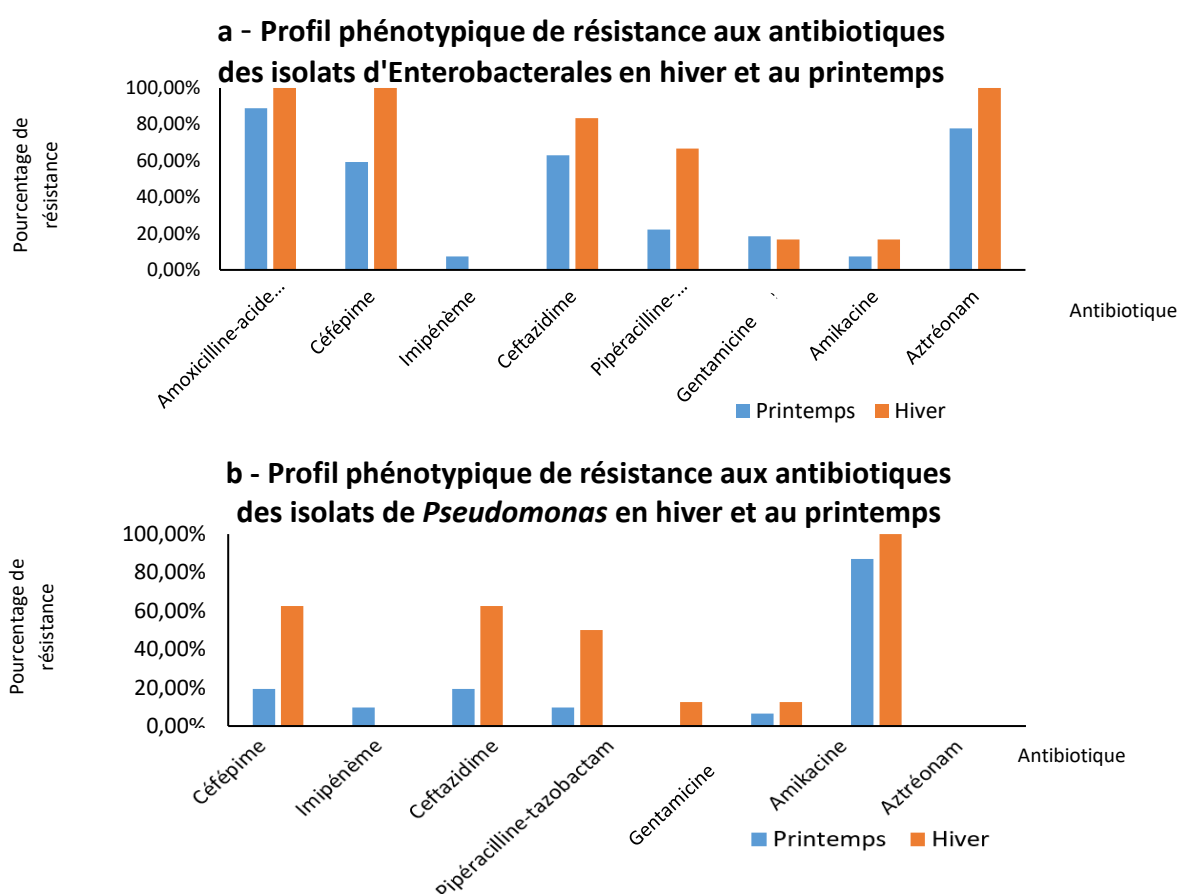 a - Profil phénotypique de résistance aux antibiotiques
des isolats d'Enterobacterales en hiver et au printemps
Pourcentage de
résistance
100,00%
80,00%
60,00%
40,00%
20,00%
0,00%
Amoxicilline-acide...
Céfépime
Imipénème
Ceftazidime
Pipéracilline-...
Gentamicine
Amikacine
Aztréonam
Antibiotique
Printemps Hiver
b - Profil phénotypique de résistance aux antibiotiques
des isolats de Pseudomonas en hiver et au printemps
Pourcentage de
résistance
100,00%
80,00%
60,00%
40,00%
20,00%
0,00%
Céfépime
Imipénème
Ceftazidime
Pipéracilline-tazobactam
Gentamicine
Amikacine
Aztréonam
Antibiotique
Printemps Hiver